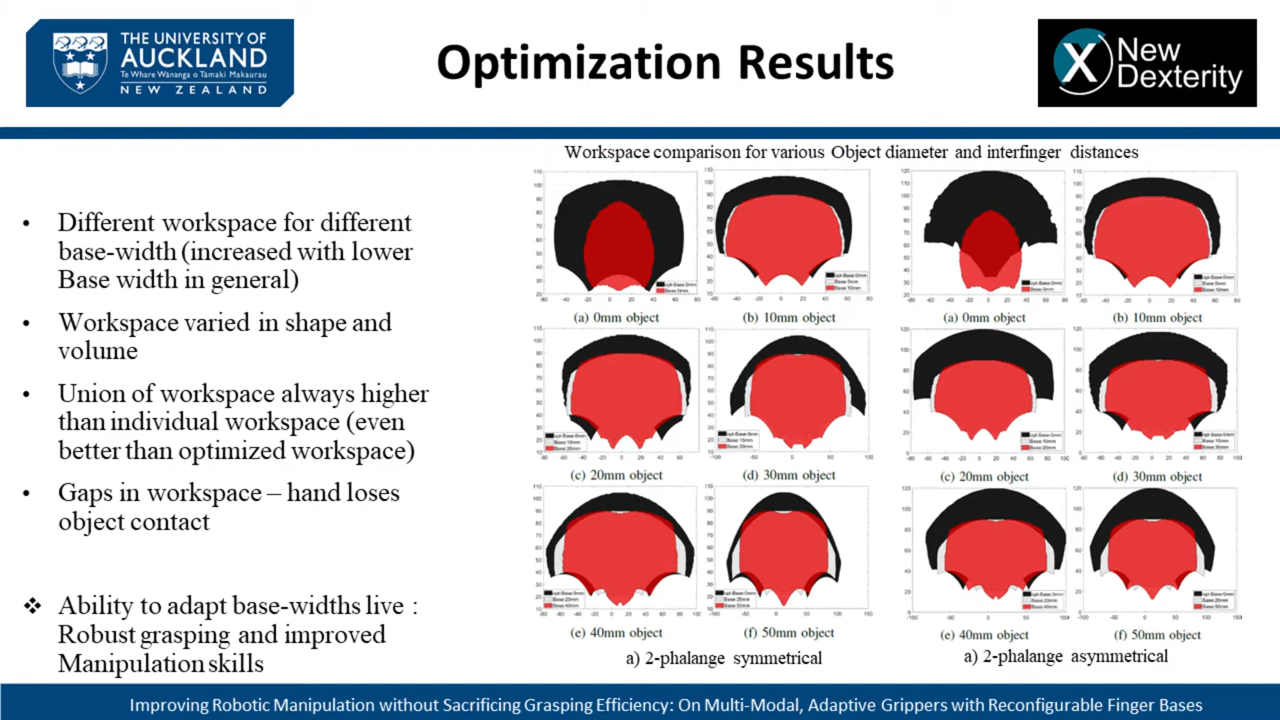 THE UNIVERSITY OF
AUCKLAND
Te Whare Wananga o Tamaki Makaurau
NEW ZEALAND
Optimization Results
New
Dexterity
Workspace comparison for various Object diameter and interfinger distances
• Different workspace for different
base-width (increased with lower
Base width in general)
• Workspace varied in shape and
volume
• Union of workspace always higher
than individual workspace (even
better than optimized workspace)
• Gaps in workspace – hand loses
object contact
❖ Ability to adapt base-widths live :
Robust grasping and improved
Manipulation skills
(a) 0mm object
(b) 10mm object
(c) 20mm object
(d) 30mm object
(e) 40mm object
(f) 50mm object
a) 2-phalange symmetrical
(a) 0mm object
(b) 10mm object
(c) 20mm object
(d) 30mm object
(e) 40mm object
(f) 50mm object
a) 2-phalange asymmetrical
Improving Robotic Manipulation without Sacrificing Grasping Efficiency: On Multi-Modal, Adaptive Grippers with Reconfigurable Finger Bases